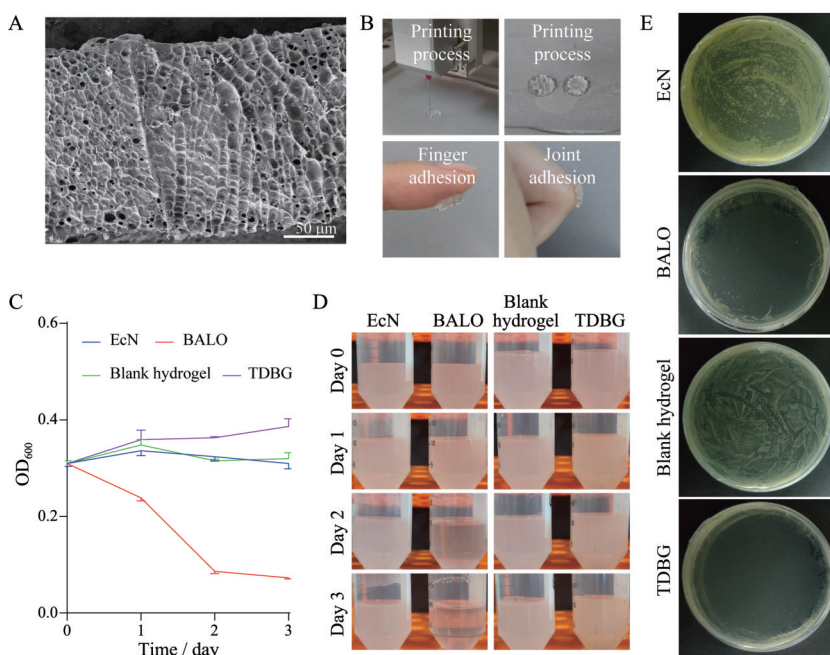 A
50 μm
B
Printing
process
Printing
process
Finger
adhesion
Joint
adhesion
C
0.6
0.4
0.2
0.0
OD600
EcN
BALO
Blank hydrogel
TDBG
0
1
2
3
Time / day
D
EcN
BALO
Blank
hydrogel
TDBG
Day 0
Day 1
Day 2
Day 3
E
EcN
BALO
Blank hydrogel
TDBG